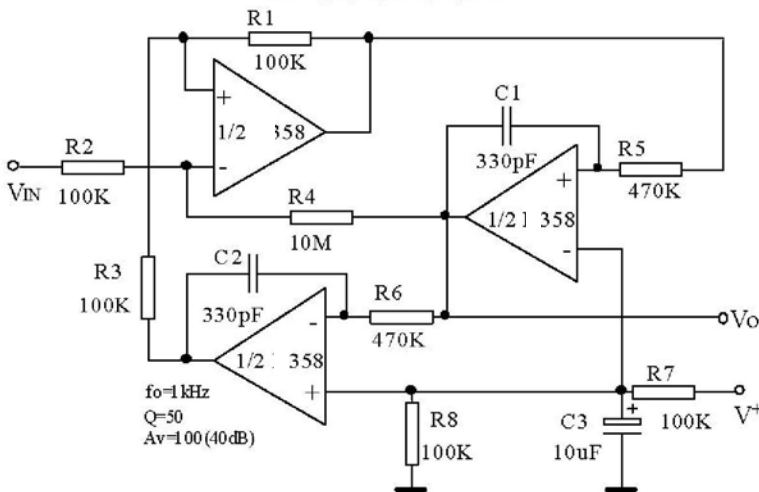 R1
100K
C1
+
1/2
358
-
R2
VIN
100K
330pF
R5
+
470K
1/2
358
-
R4
10M
R3
100K
C2
330pF
R6
470K
-
1/2
358
+
Vo
fo=1kHz
Q=50
Av=100(40dB)
R8
100K
C3
+
10uF
R7
100K
V+